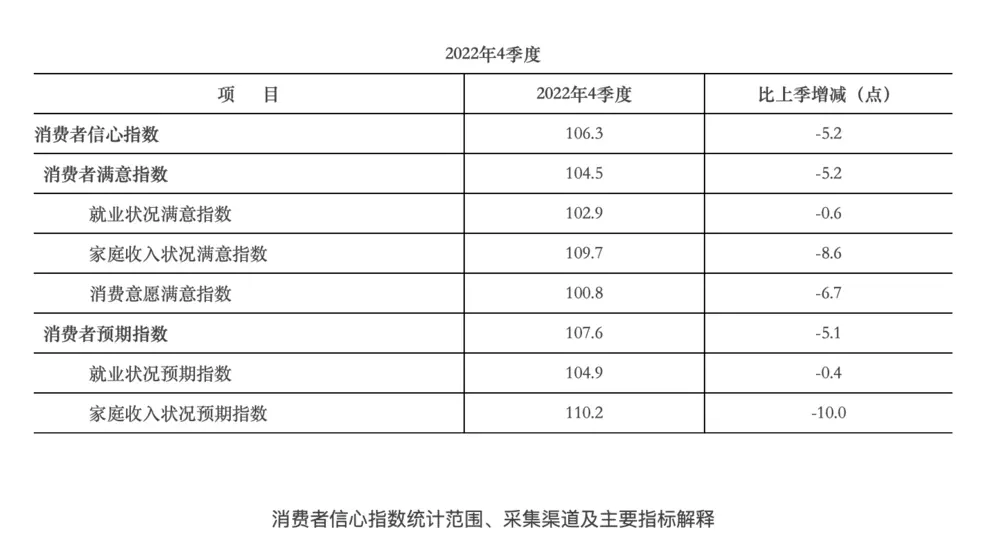 2022年4季度
项 目 2022年4季度 比上季增减（点）
消费者信心指数 106.3 -5.2
消费者满意指数 104.5 -5.2
就业状况满意指数 102.9 -0.6
家庭收入状况满意指数 109.7 -8.6
消费意愿满意指数 100.8 -6.7
消费者预期指数 107.6 -5.1
就业状况预期指数 104.9 -0.4
家庭收入状况预期指数 110.2 -10.0
消费者信心指数统计范围、采集渠道及主要指标解释